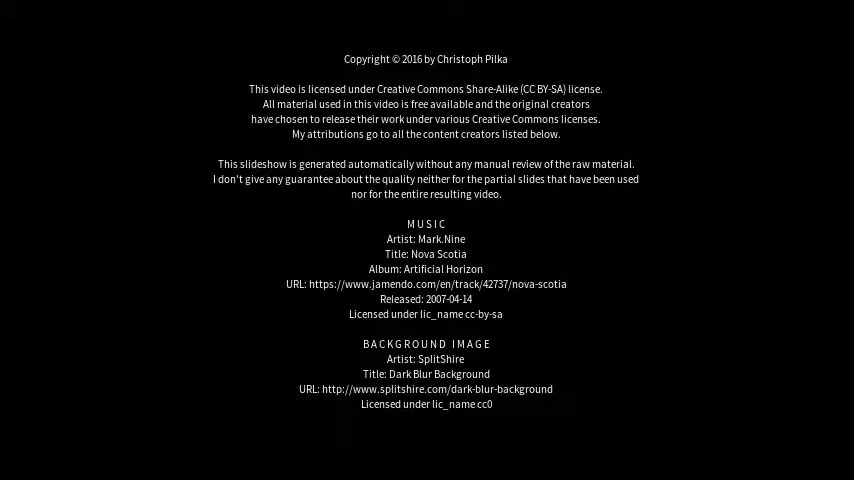 Copyright © 2016 by Christoph Pilka
This video is licensed under Creative Commons Share-Alike (CC BY-SA) license.
All material used in this video is free available and the original creators
have chosen to release their work under various Creative Commons licenses.
My attributions go to all the content creators listed below.
This slideshow is generated automatically without any manual review of the raw material.
I don't give any guarantee about the quality neither for the partial slides that have been used
nor for the entire resulting video.
MUSIC
Artist: Mark.Nine
Title: Nova Scotia
Album: Artificial Horizon
URL: https://www.jamendo.com/en/track/42737/nova-scotia
Released: 2007-04-14
Licensed under lic_name cc-by-sa
BACKGROUND IMAGE
Artist: SplitShire
Title: Dark Blur Background
URL: http://www.splitshire.com/dark-blur-background
Licensed under lic_name cc0